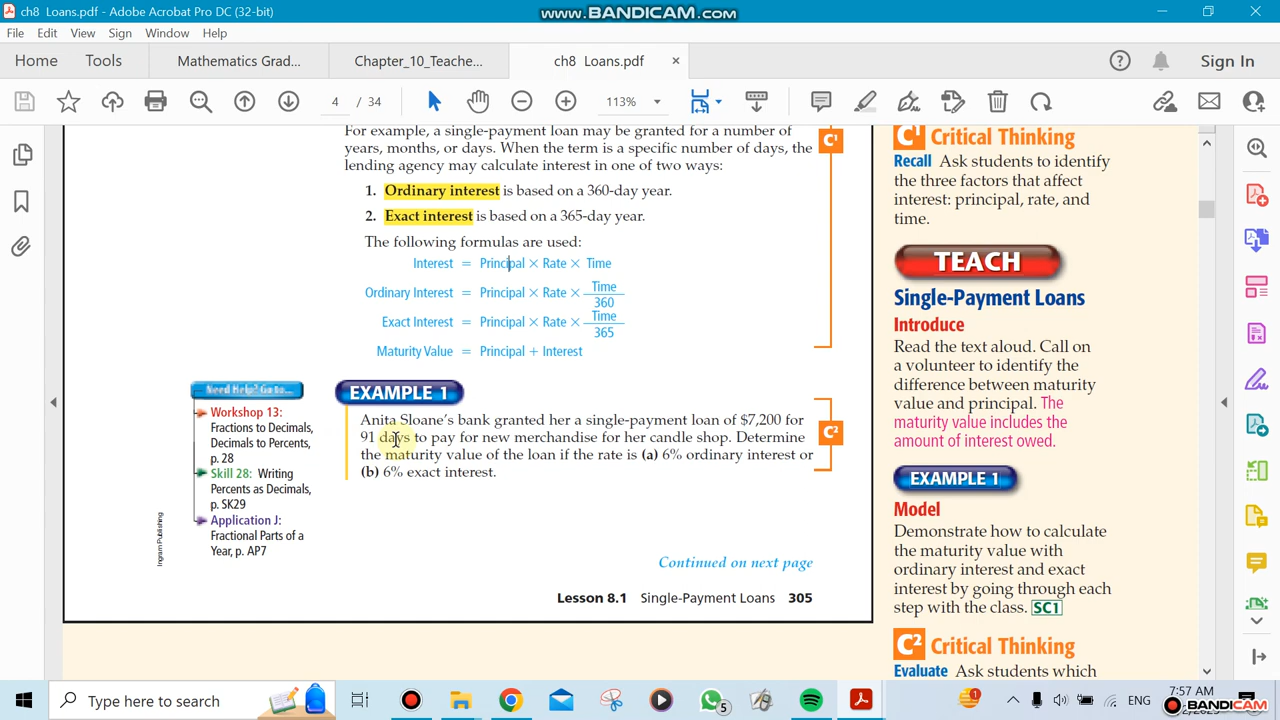 ch8  Loans.pdf - Adobe Acrobat Pro DC (32-bit)
www.BANDICAM.com
File Edit View Sign Window Help
Home Tools Mathematics Grad... Chapter_10_Teache... ch8  Loans.pdf ×
? Sign In
4 / 34 113%
For example, a single-payment loan may be granted for a number of
years, months, or days. When the term is a specific number of days, the
lending agency may calculate interest in one of two ways:
1. Ordinary interest is based on a 360-day year.
2. Exact interest is based on a 365-day year.
The following formulas are used:
Interest = Principal × Rate × Time
Ordinary Interest = Principal × Rate × Time
360
Exact Interest = Principal × Rate × Time
365
Maturity Value = Principal + Interest
C1
Need Help? Go to...
Workshop 13:
Fractions to Decimals,
Decimals to Percents,
p. 28
Skill 28: Writing
Percents as Decimals,
p. SK29
Application J:
Fractional Parts of a
Year, p. AP7
Ingram Publishing
EXAMPLE 1
Anita Sloane's bank granted her a single-payment loan of $7,200 for
91 days to pay for new merchandise for her candle shop. Determine
the maturity value of the loan if the rate is (a) 6% ordinary interest or
(b) 6% exact interest.
C2
Continued on next page
Lesson 8.1 Single-Payment Loans 305
C1 Critical Thinking
Recall Ask students to identify
the three factors that affect
interest: principal, rate, and
time.
TEACH
Single-Payment Loans
Introduce
Read the text aloud. Call on
a volunteer to identify the
difference between maturity
value and principal. The
maturity value includes the
amount of interest owed.
EXAMPLE 1
Model
Demonstrate how to calculate
the maturity value with
ordinary interest and exact
interest by going through each
step with the class. SC1
C2 Critical Thinking
Evaluate Ask students which
Type here to search
5
1
ENG
7:57 AM
BANDICAM